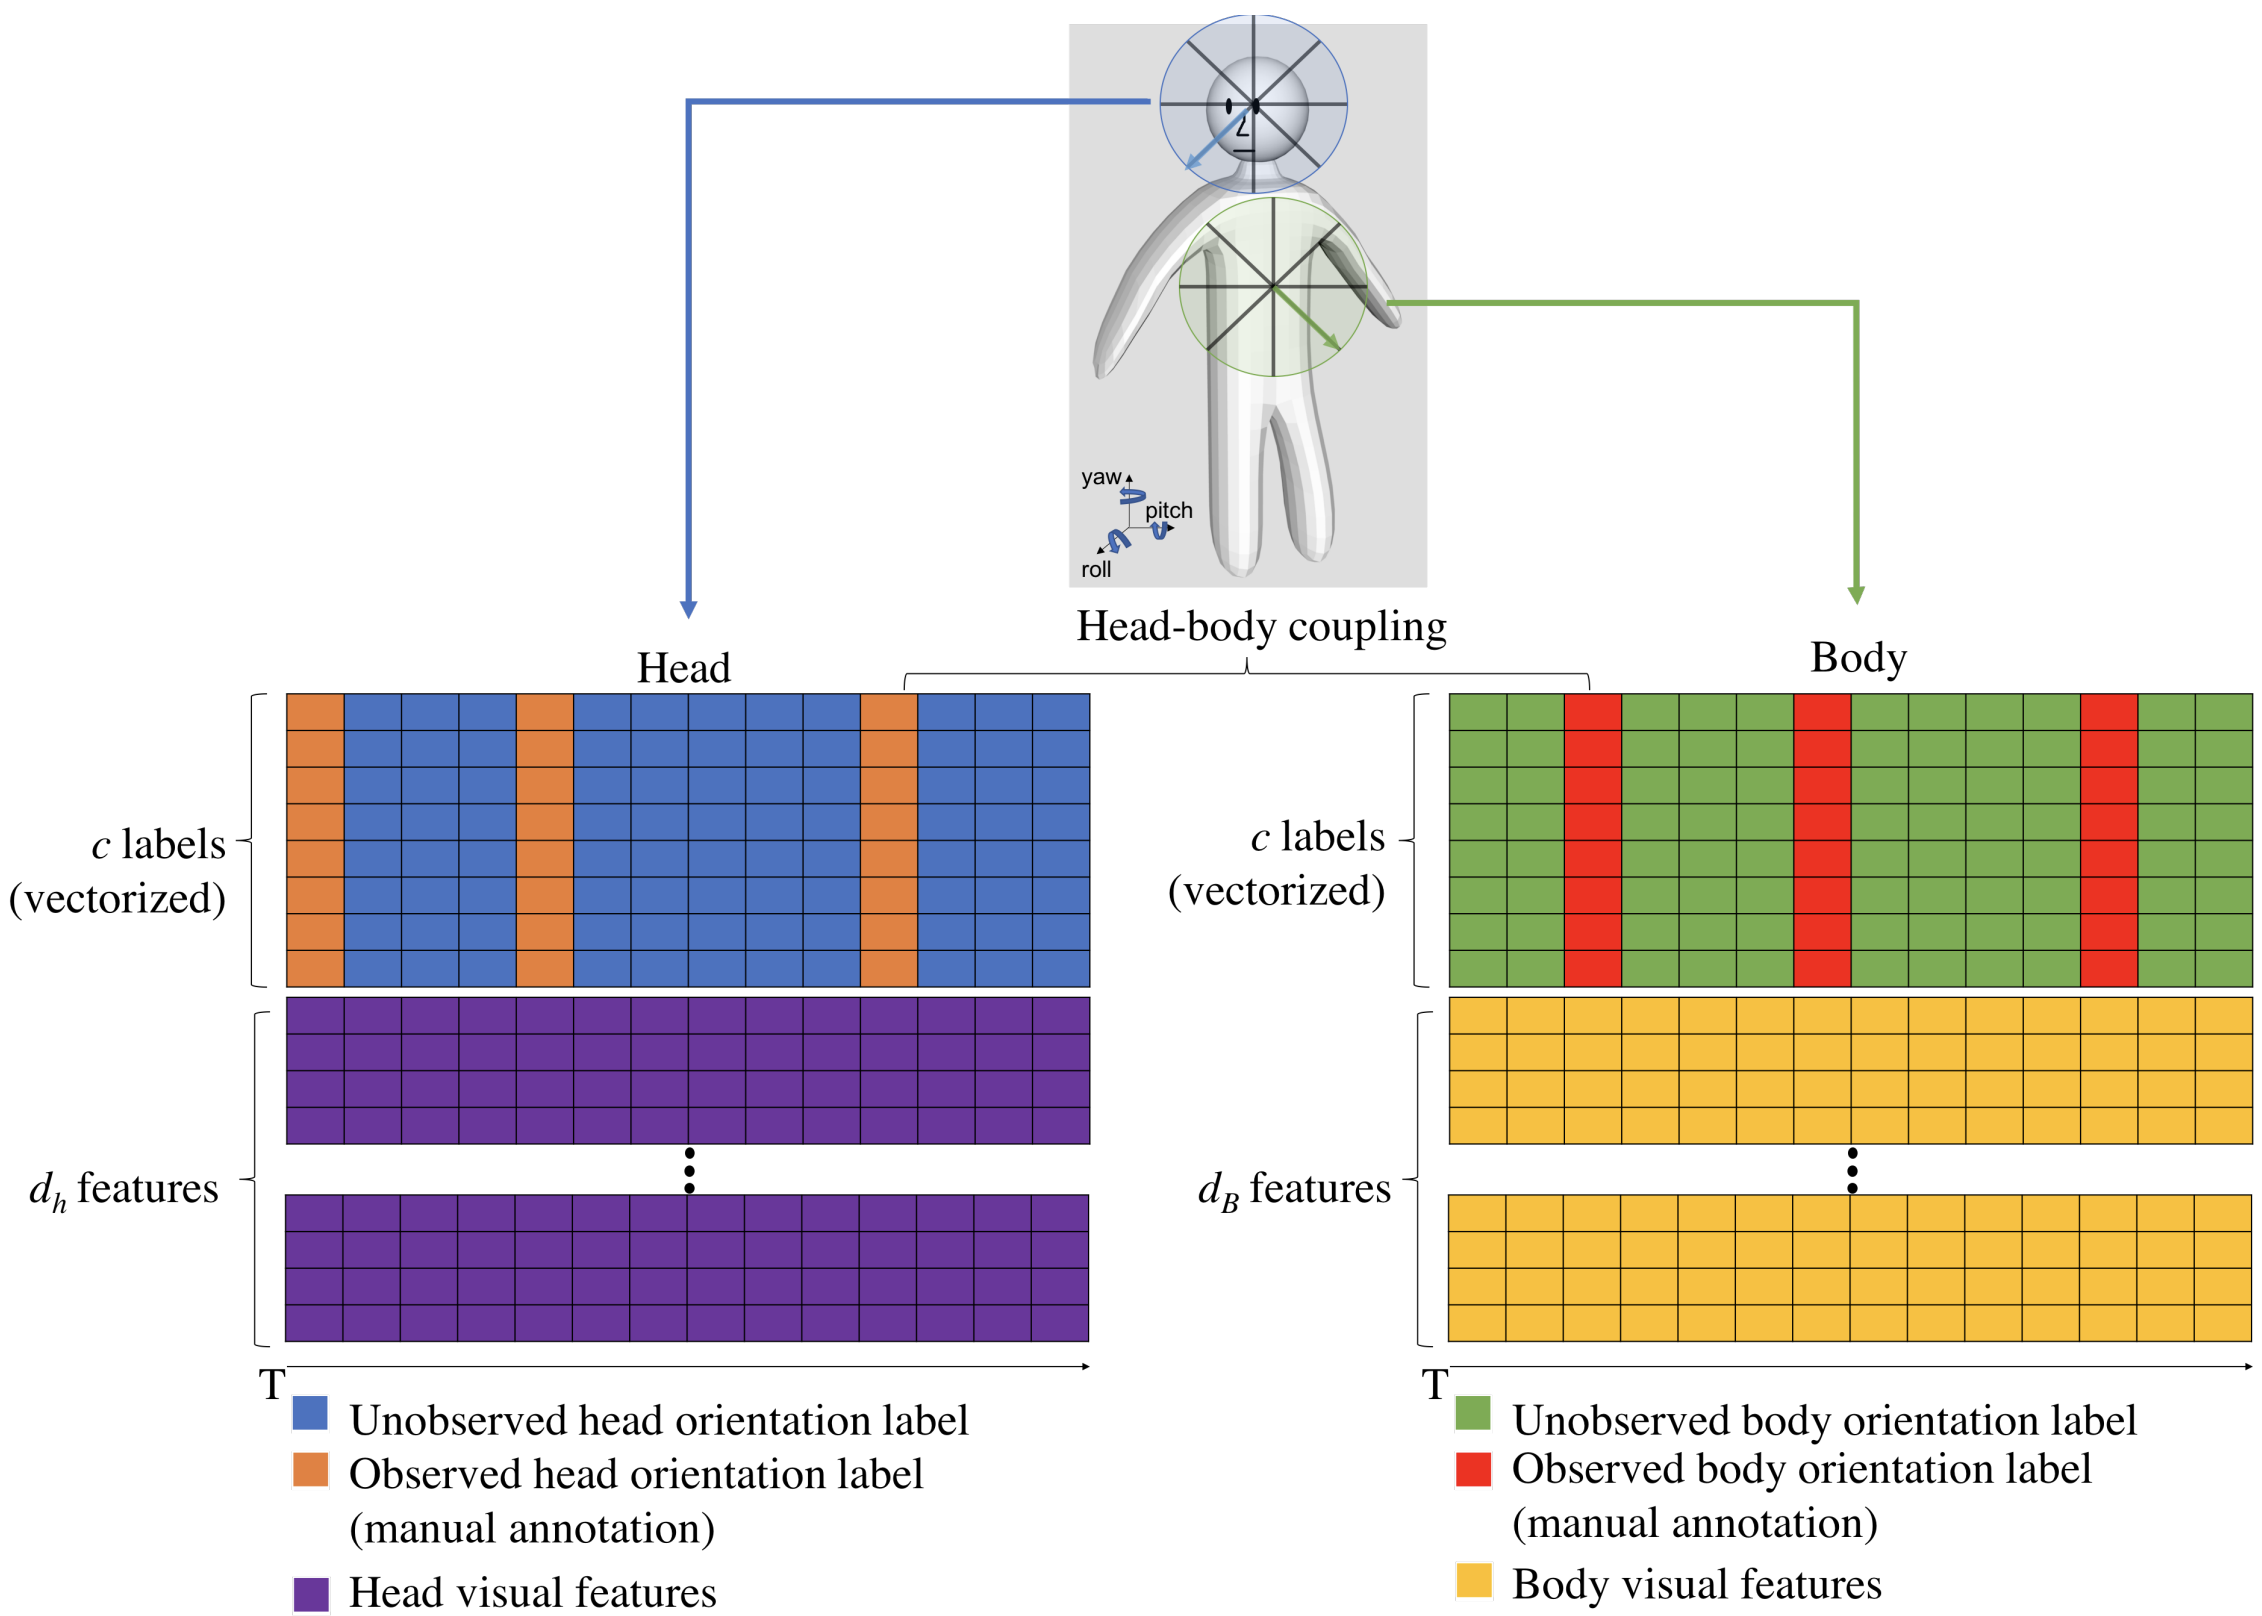 yaw
pitch
roll
Head-body coupling
Head
Body
c labels
(vectorized)
c labels
(vectorized)
d_h features
d_B features
T
T
Unobserved head orientation label
Observed head orientation label
(manual annotation)
Head visual features
Unobserved body orientation label
Observed body orientation label
(manual annotation)
Body visual features